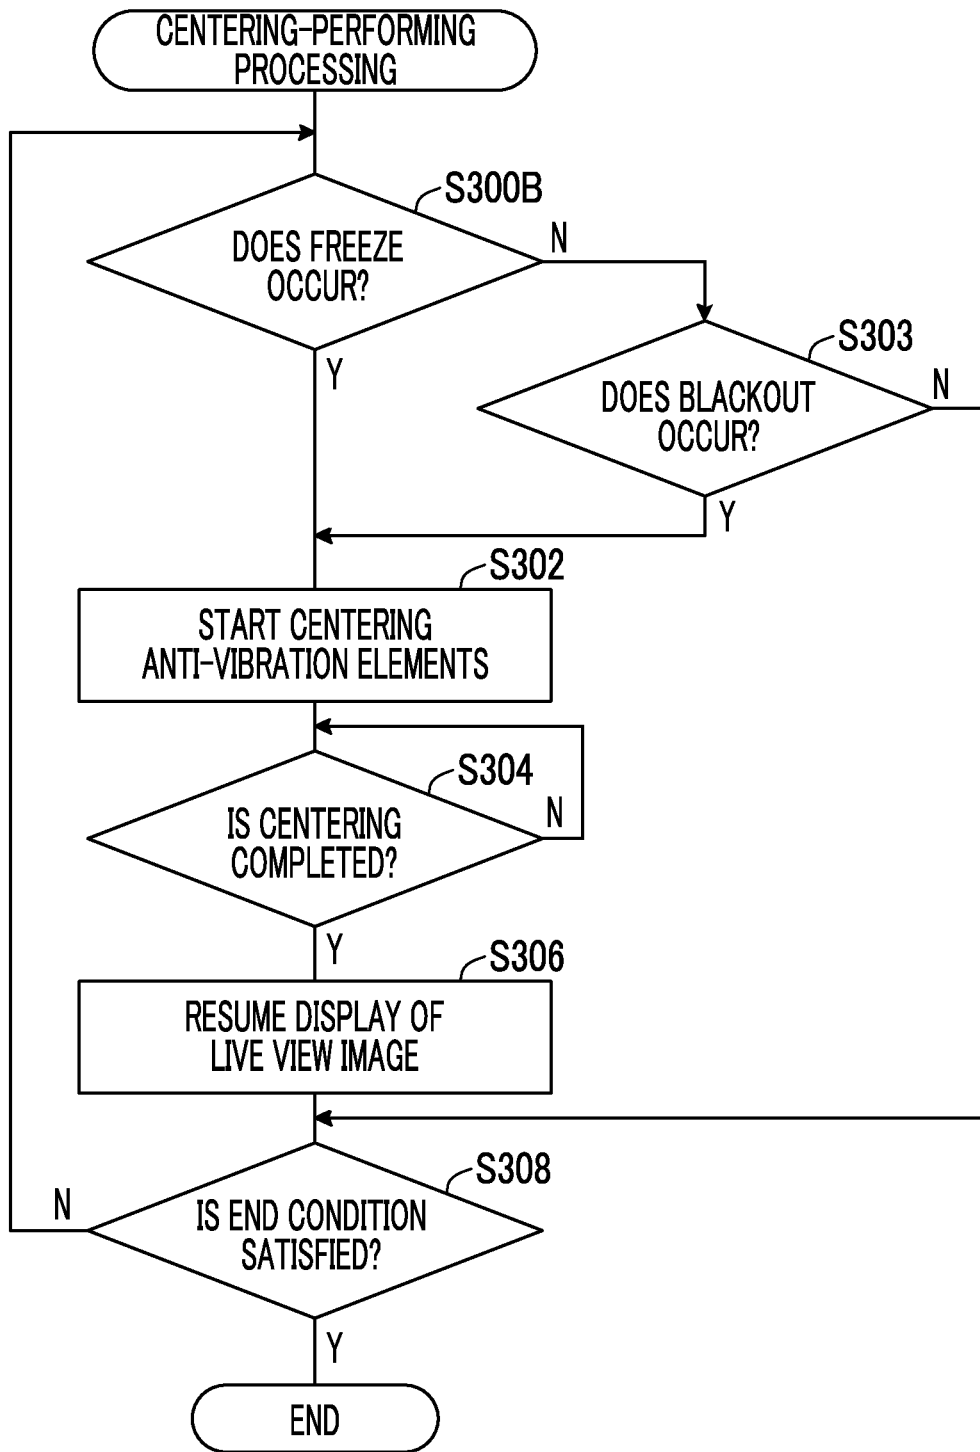 CENTERING-PERFORMING
PROCESSING
S300B
DOES FREEZE
OCCUR?
N
Y
S303
DOES BLACKOUT
OCCUR?
N
Y
S302
START CENTERING
ANTI-VIBRATION ELEMENTS
S304
IS CENTERING
COMPLETED?
N
Y
S306
RESUME DISPLAY OF
LIVE VIEW IMAGE
S308
IS END CONDITION
SATISFIED?
N
Y
END